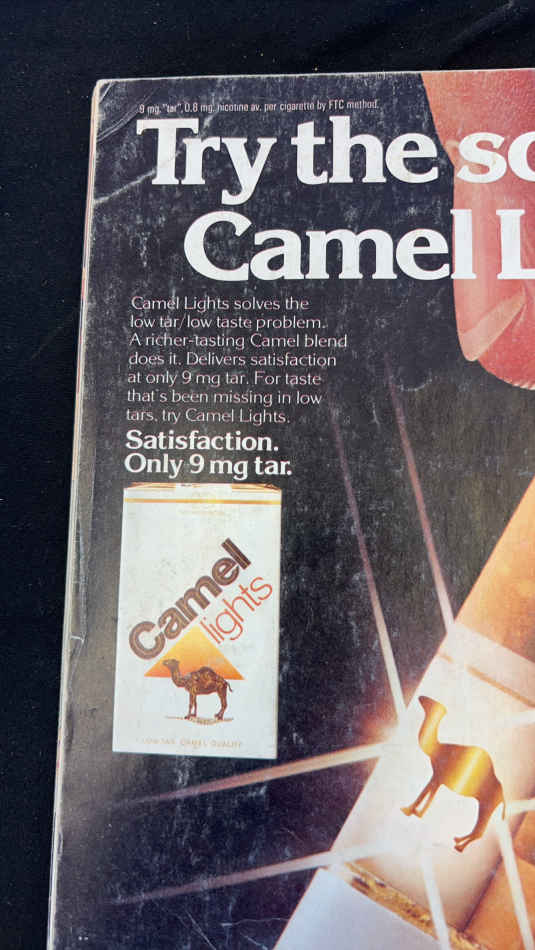 9 mg. "tar", 0.8 mg. nicotine av. per cigarette by FTC method.
Try the
Camel L
Camel Lights solves the
low tar/low taste problem.
A richer-tasting Camel blend
does it. Delivers satisfaction
at only 9 mg tar. For taste
that's been missing in low
tars, try Camel Lights.
Satisfaction.
Only 9 mg tar.
Camel
lights
LOW TAR CAMEL QUALITY